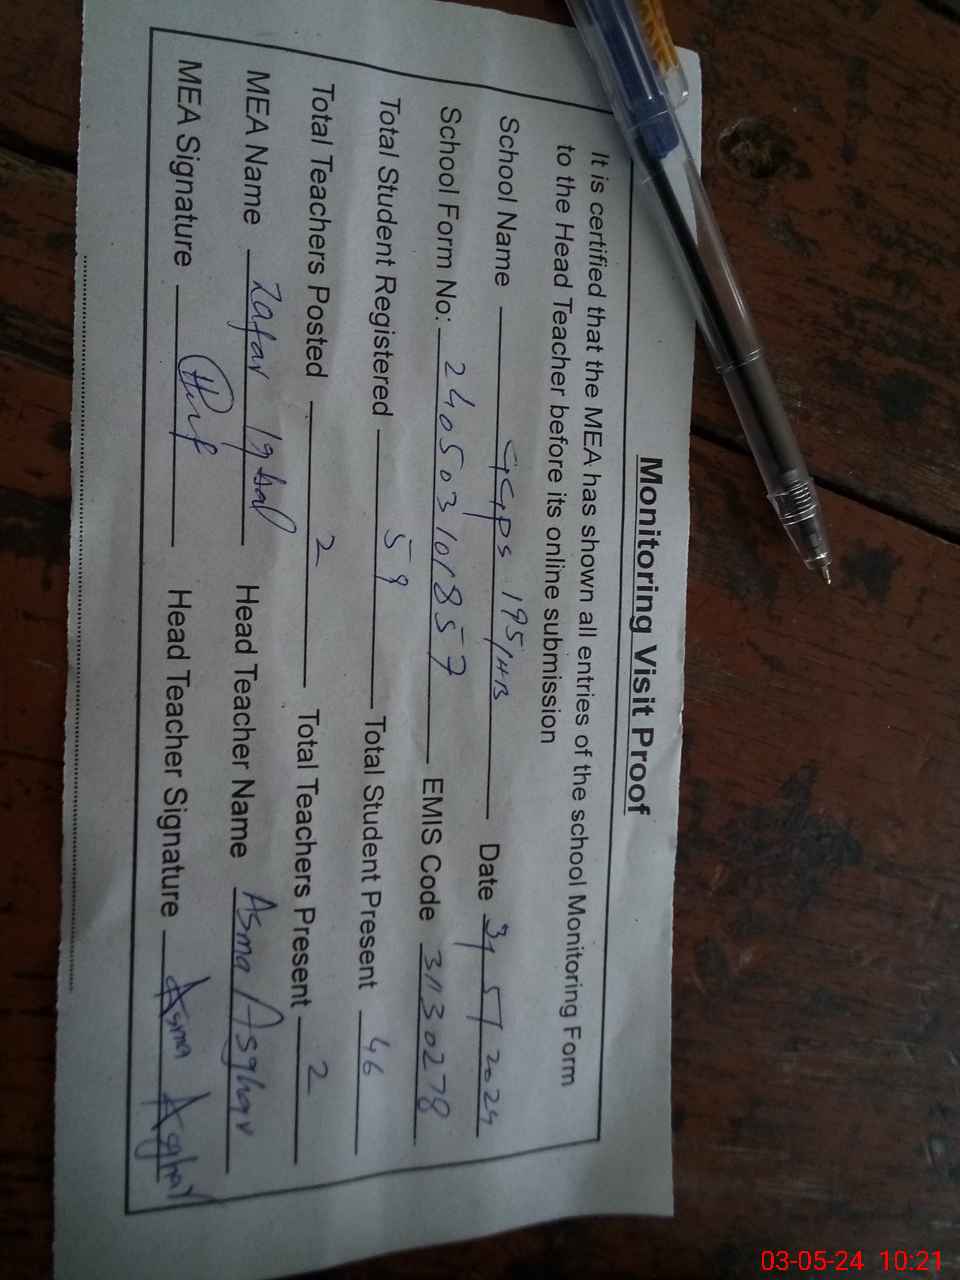 Monitoring Visit Proof
It is certified that the MEA has shown all entries of the school Monitoring Form
to the Head Teacher before its online submission
School Name GGPS 195/HB Date 3/5/2024
School Form No: 240503101857 EMIS Code 31130278
Total Student Registered 59 Total Student Present 46
Total Teachers Posted 2 Total Teachers Present 2
MEA Name Zafar Iqbal Head Teacher Name Asma Asghar
MEA Signature Head Teacher Signature Asma Asghar
03-05-24 10:21